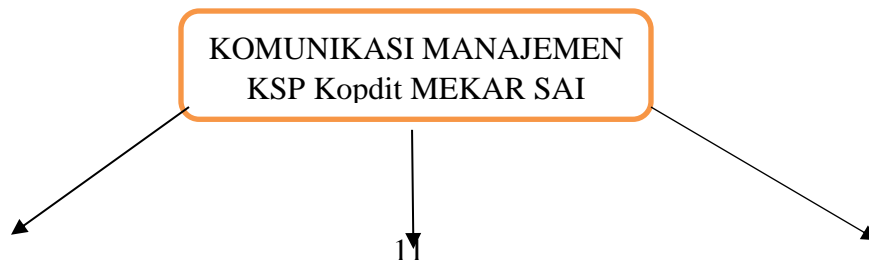 KOMUNIKASI MANAJEMEN
KSP Kopdit MEKAR SAI
11